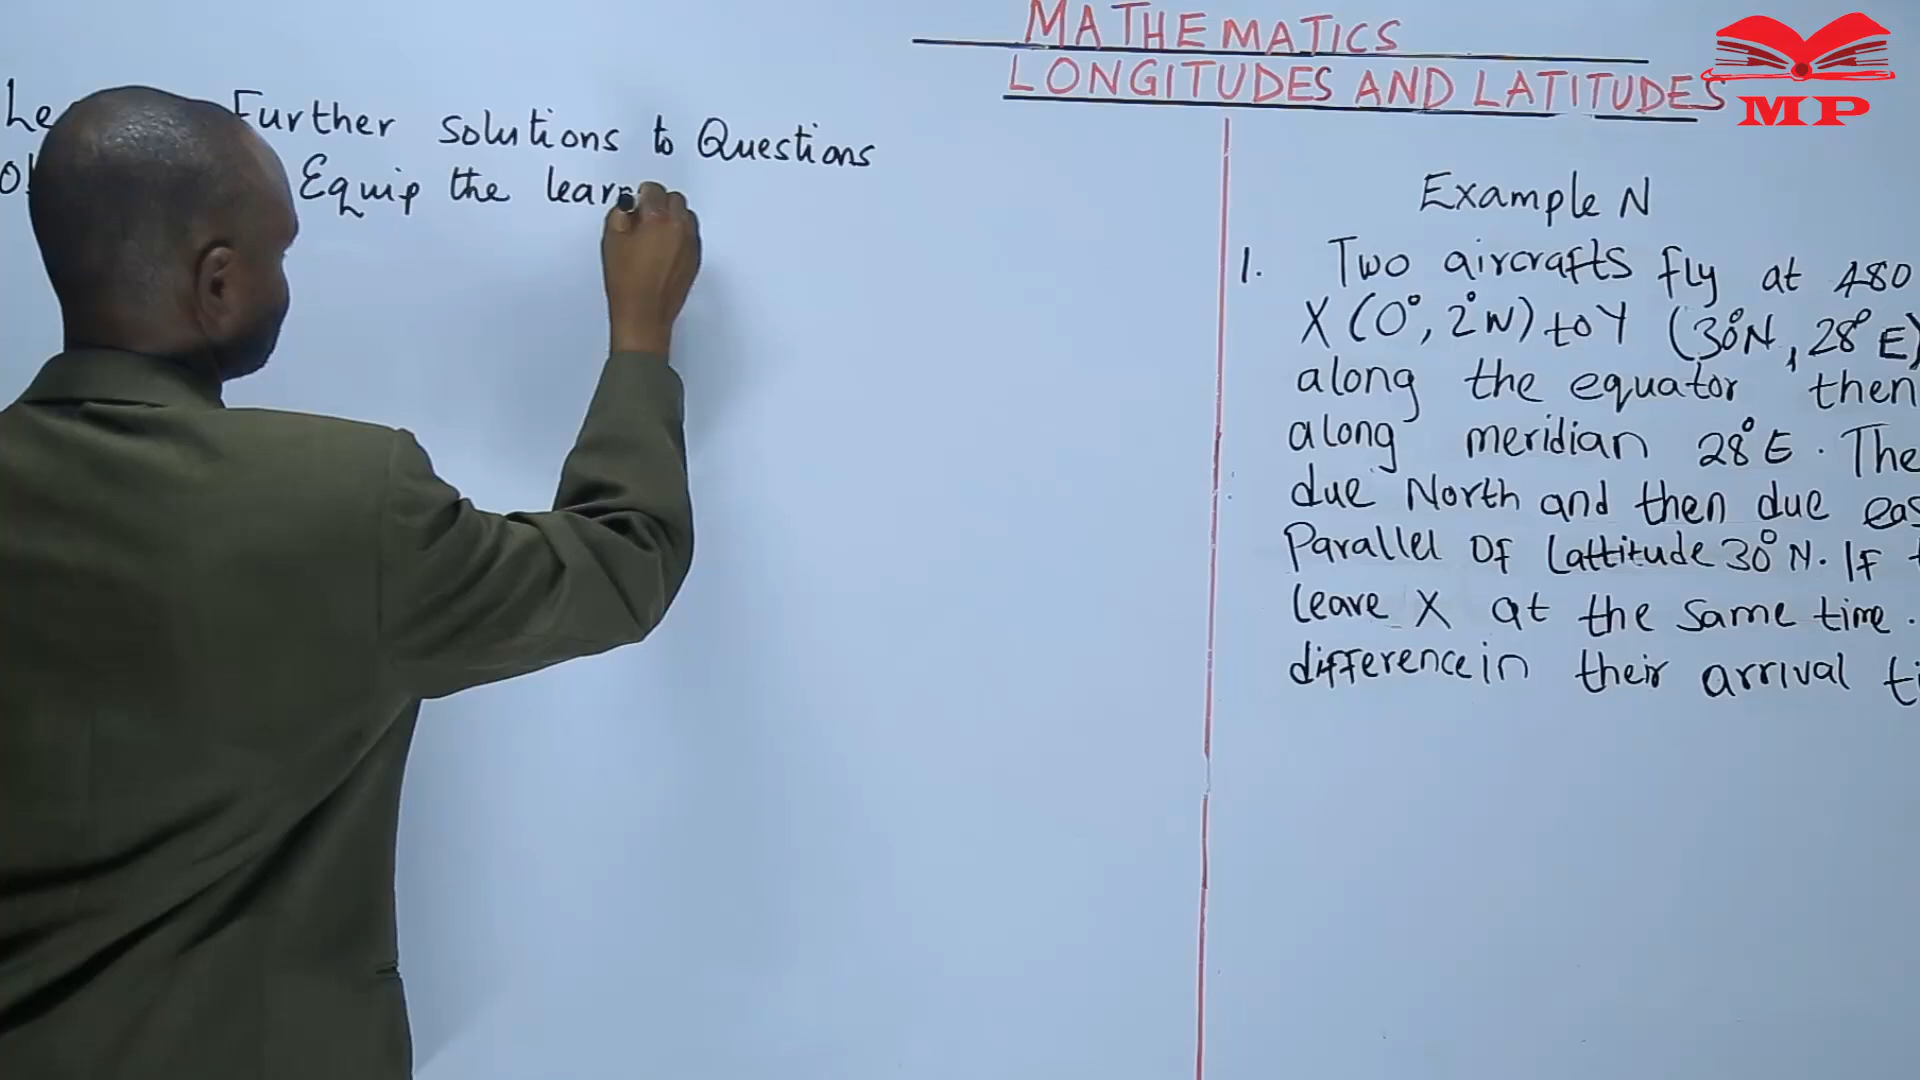 MATHEMATICS
LONGITUDES AND LATITUDES
MP
Further solutions to Questions
Equip the lear
Example N
1. Two aircrafts fly at 480
X (0°, 2°N) to Y (30°N, 28°E)
along the equator then
along meridian 28°E. The
due North and then due eas
Parallel OF Lattitude 30°N. IF
leave X at the same time.
difference in their arrival ti